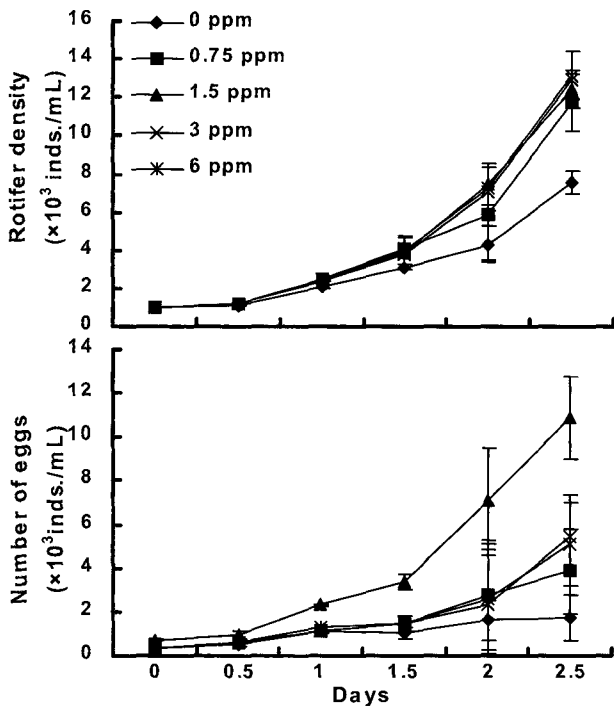 16
14
12
10
8
6
4
2
0
Rotifer density
(×10³ inds./mL)
0 ppm
0.75 ppm
1.5 ppm
3 ppm
6 ppm
14
12
10
8
6
4
2
0
Number of eggs
(×10³inds./mL)
0 0.5 1 1.5 2 2.5
Days